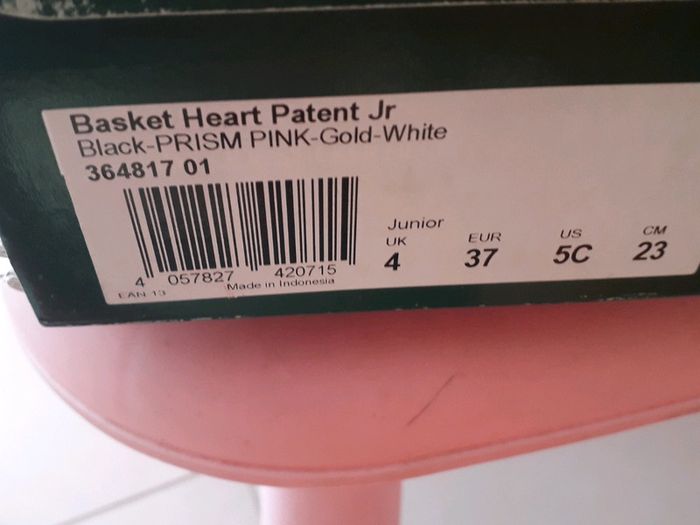 Basket Heart Patent Jr
Black-PRISM PINK-Gold-White
364817 01
4 057827 420715
EAN 13
Made in Indonesia
Junior
UK EUR US CM
4 37 5C 23